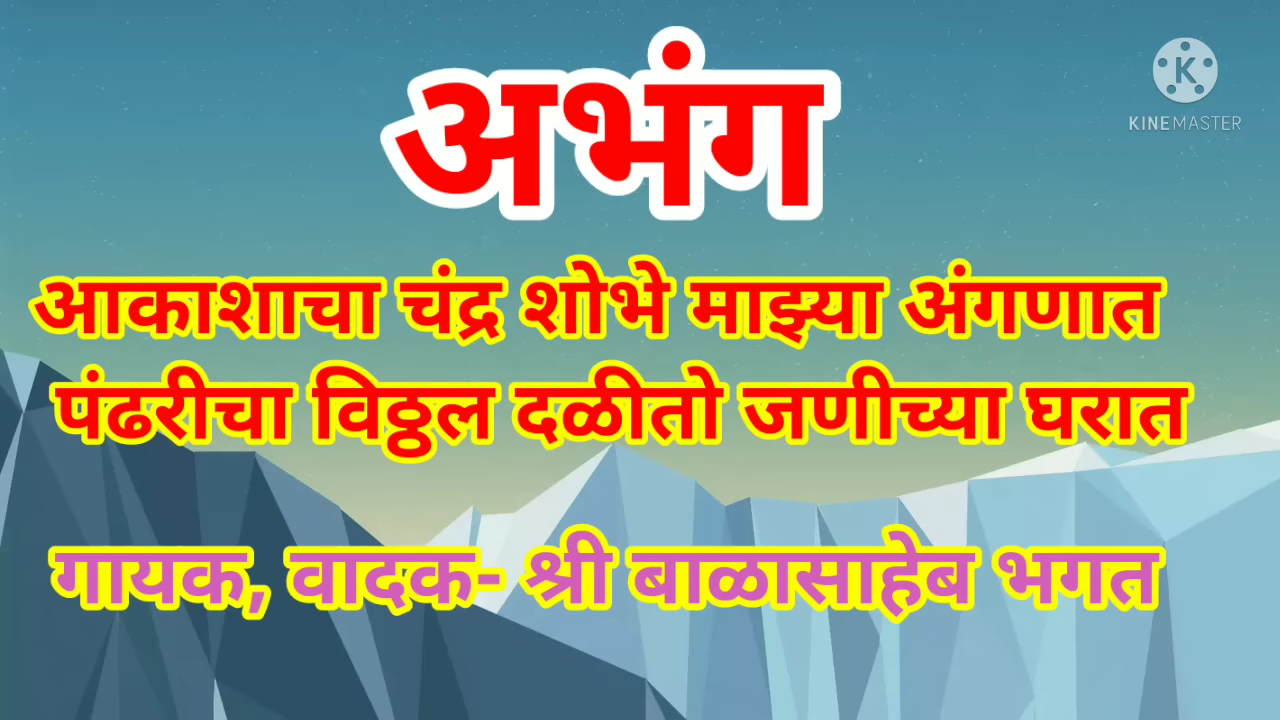 अभंग
KINEMASTER
आकाशाचा चंद्र शोभे माझ्या अंगणात
पंढरीचा विठ्ठल दळीतो जणीच्या घरात
गायक, वादक- श्री बाळासाहेब भगत